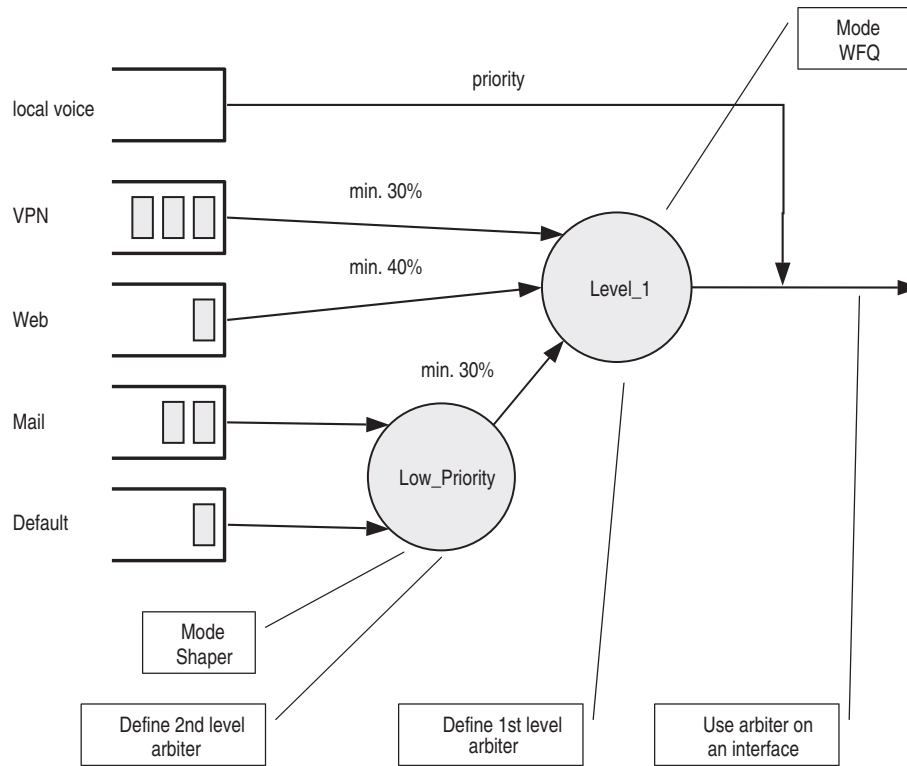 Mode
WFQ
local voice
priority
VPN
min. 30%
min. 40%
Web
Level_1
min. 30%
Mail
Low_Priority
Default
Mode
Shaper
Define 2nd level
arbiter
Define 1st level
arbiter
Use arbiter on
an interface